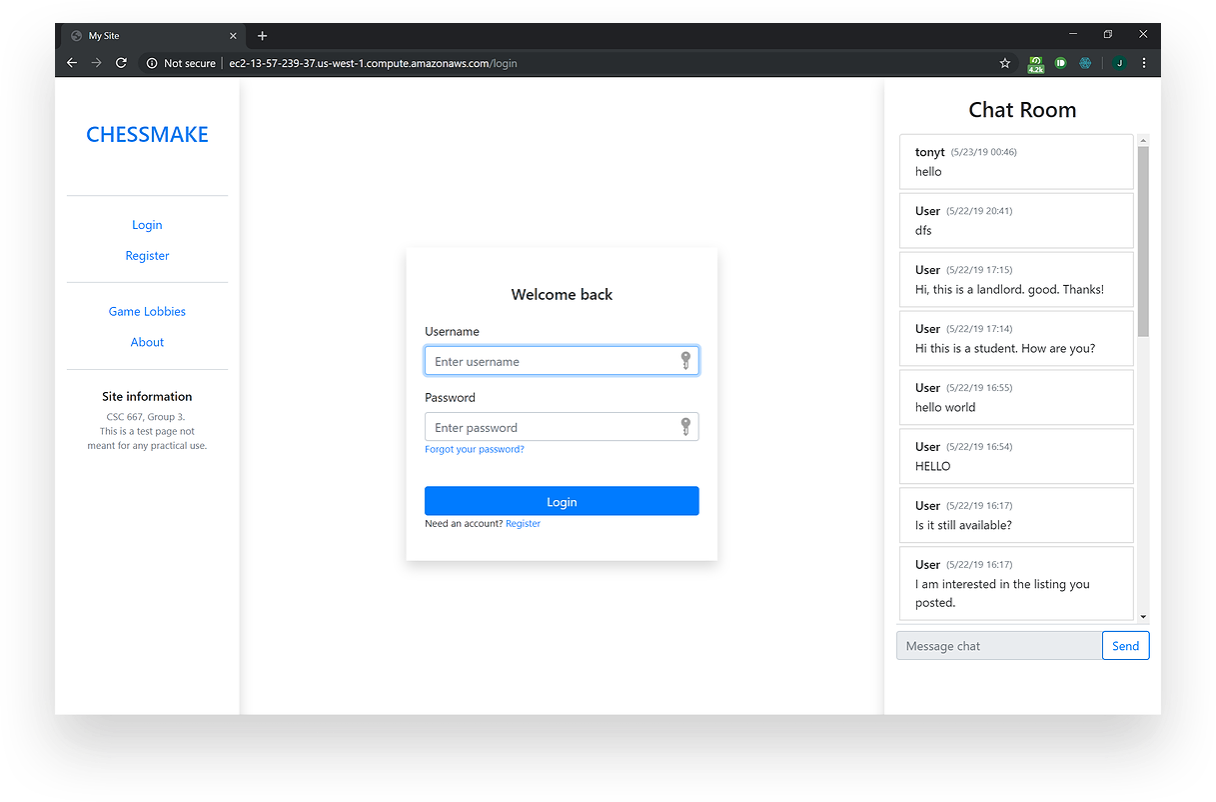 My Site
Not secure ec2-13-57-239-37.us-west-1.compute.amazonaws.com/login
4.2k
J
CHESSMAKE
Login
Register
Game Lobbies
About
Site information
CSC 667, Group 3.
This is a test page not
meant for any practical use.
Welcome back
Username
Enter username
Password
Enter password
Forgot your password?
Login
Need an account? Register
Chat Room
tonyt (5/23/19 00:46)
hello
User (5/22/19 20:41)
dfs
User (5/22/19 17:15)
Hi, this is a landlord. good. Thanks!
User (5/22/19 17:14)
Hi this is a student. How are you?
User (5/22/19 16:55)
hello world
User (5/22/19 16:54)
HELLO
User (5/22/19 16:17)
Is it still available?
User (5/22/19 16:17)
I am interested in the listing you
posted.
Message chat
Send